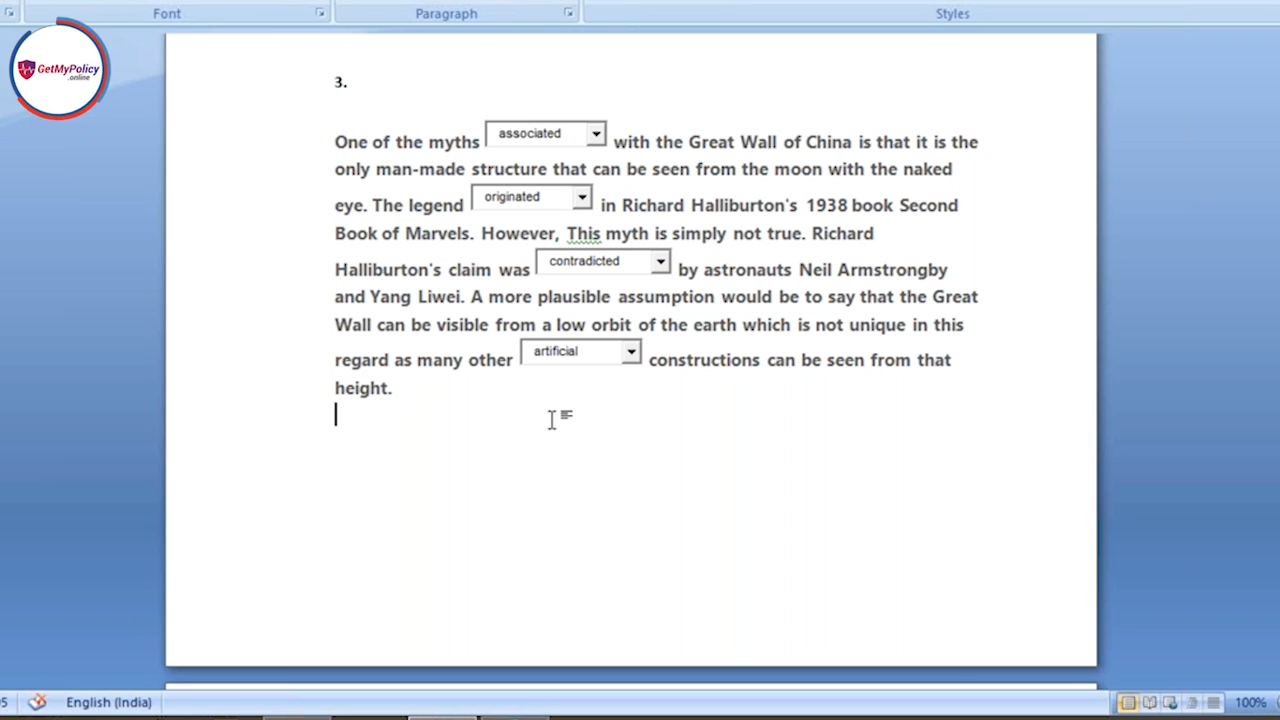 Font Paragraph Styles
GetMyPolicy
.online
3.
One of the myths associated with the Great Wall of China is that it is the
only man-made structure that can be seen from the moon with the naked
eye. The legend originated in Richard Halliburton's 1938 book Second
Book of Marvels. However, This myth is simply not true. Richard
Halliburton's claim was contradicted by astronauts Neil Armstrongby
and Yang Liwei. A more plausible assumption would be to say that the Great
Wall can be visible from a low orbit of the earth which is not unique in this
regard as many other artificial constructions can be seen from that
height.
English (India) 100%